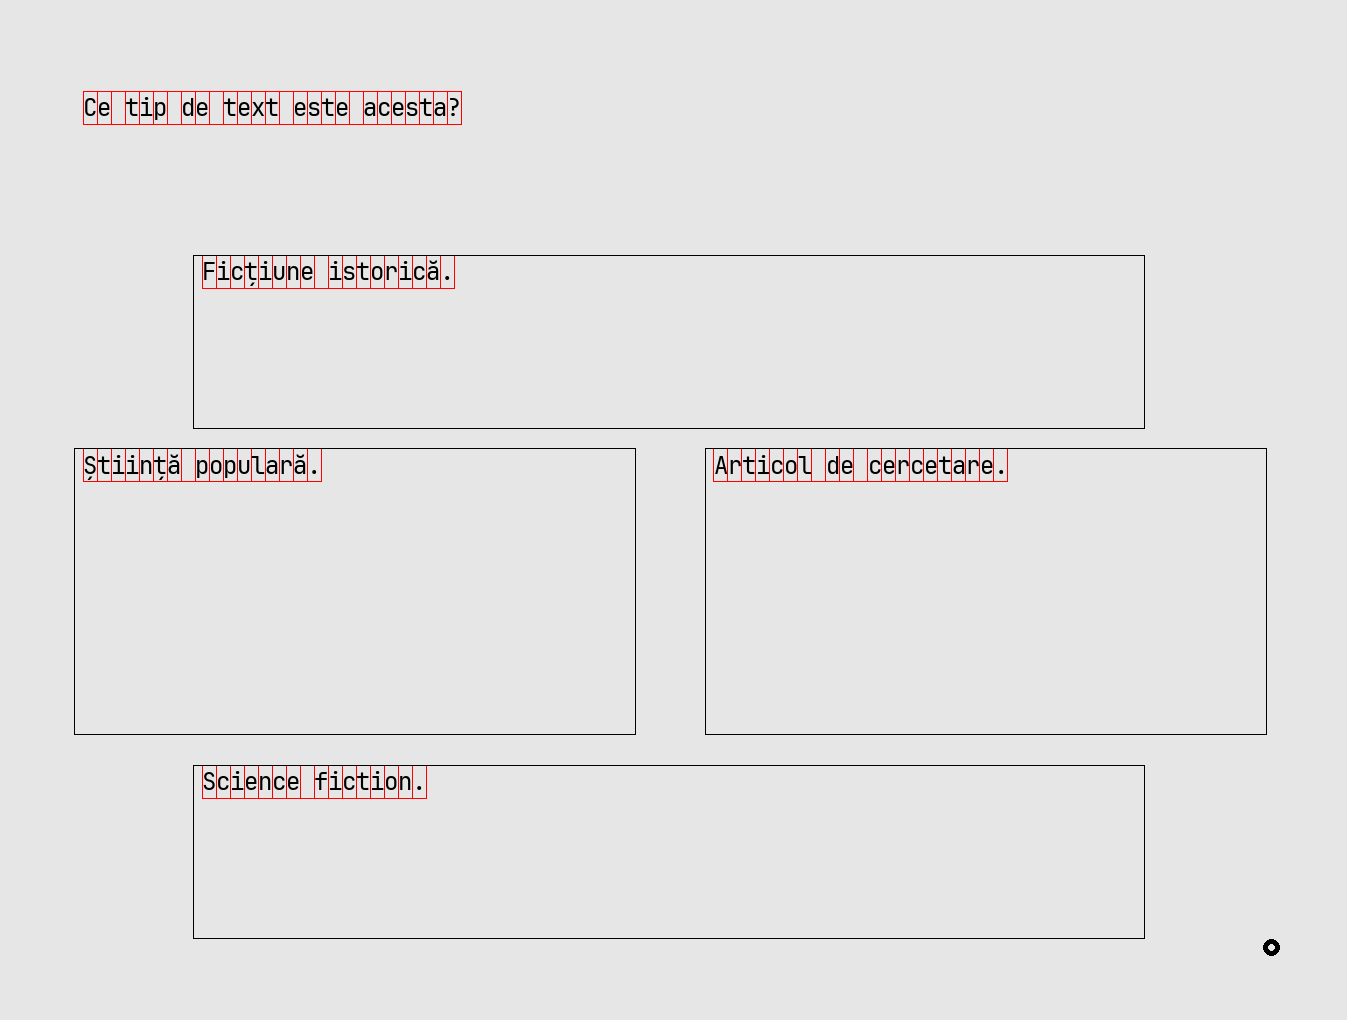 Ce tip de text este acesta?
Ficțiune istorică.
Știință populară.
Articol de cercetare.
Science fiction.